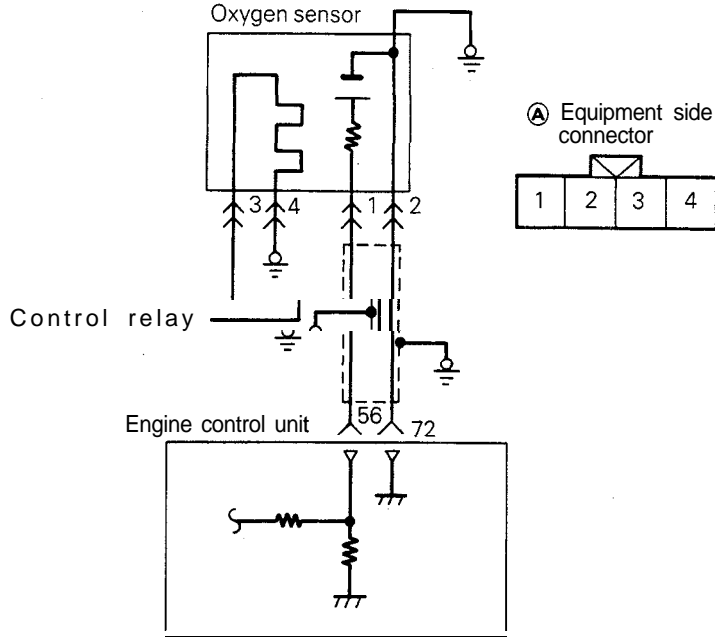 Oxygen sensor
Ⓐ Equipment side
connector
1 2 3 4
3 4 1 2
Control relay
56
72
Engine control unit